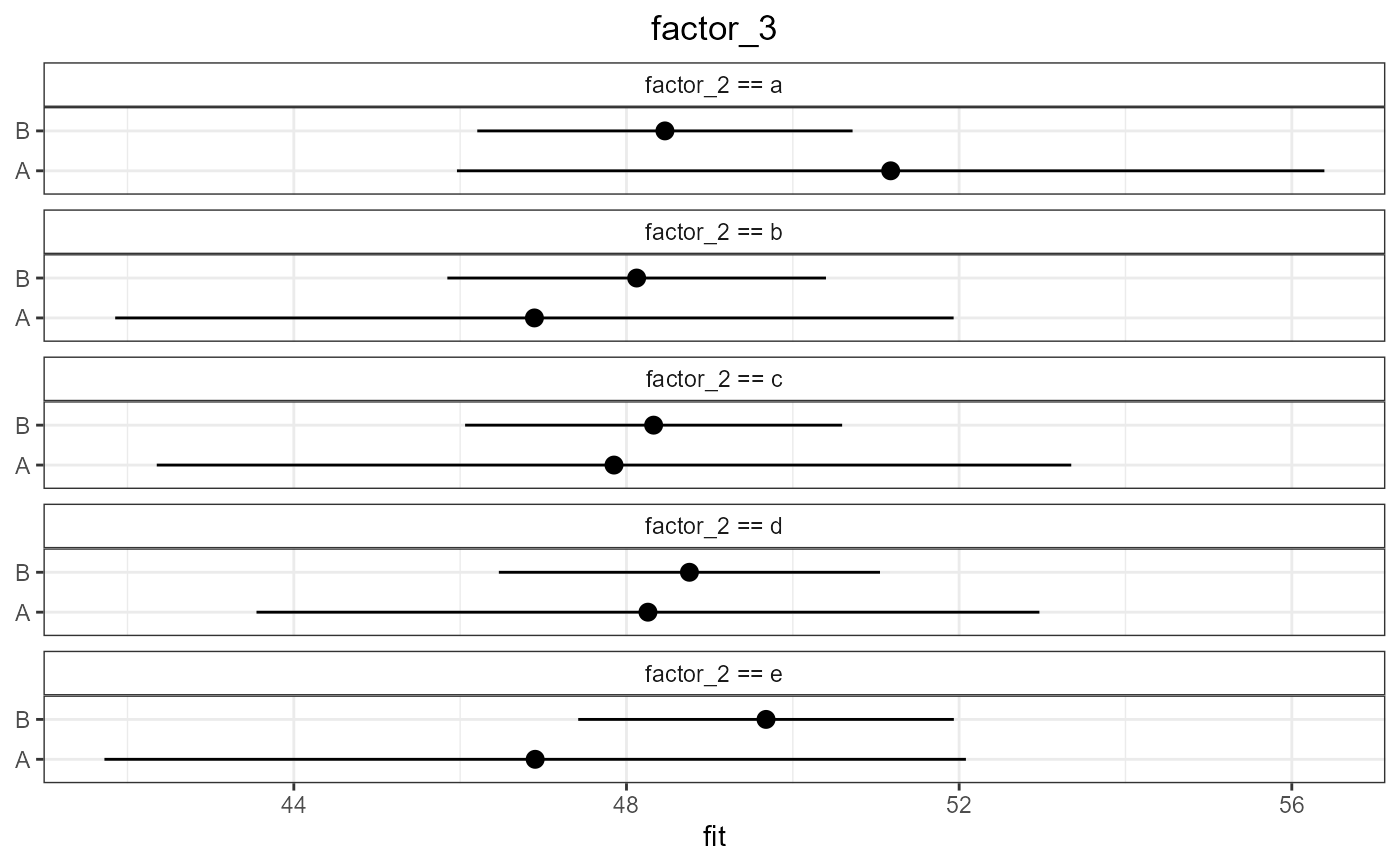 factor_3
factor_2 == a
B
A
factor_2 == b
B
A
factor_2 == c
B
A
factor_2 == d
B
A
factor_2 == e
B
A
44 48 52 56
fit